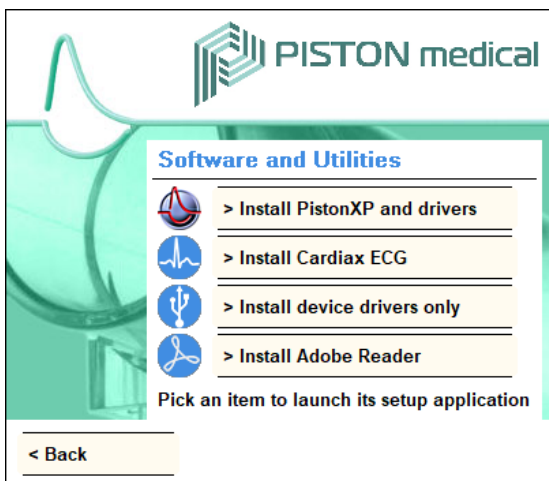 PISTON medical
Software and Utilities
> Install PistonXP and drivers
> Install Cardiax ECG
> Install device drivers only
> Install Adobe Reader
Pick an item to launch its setup application
< Back